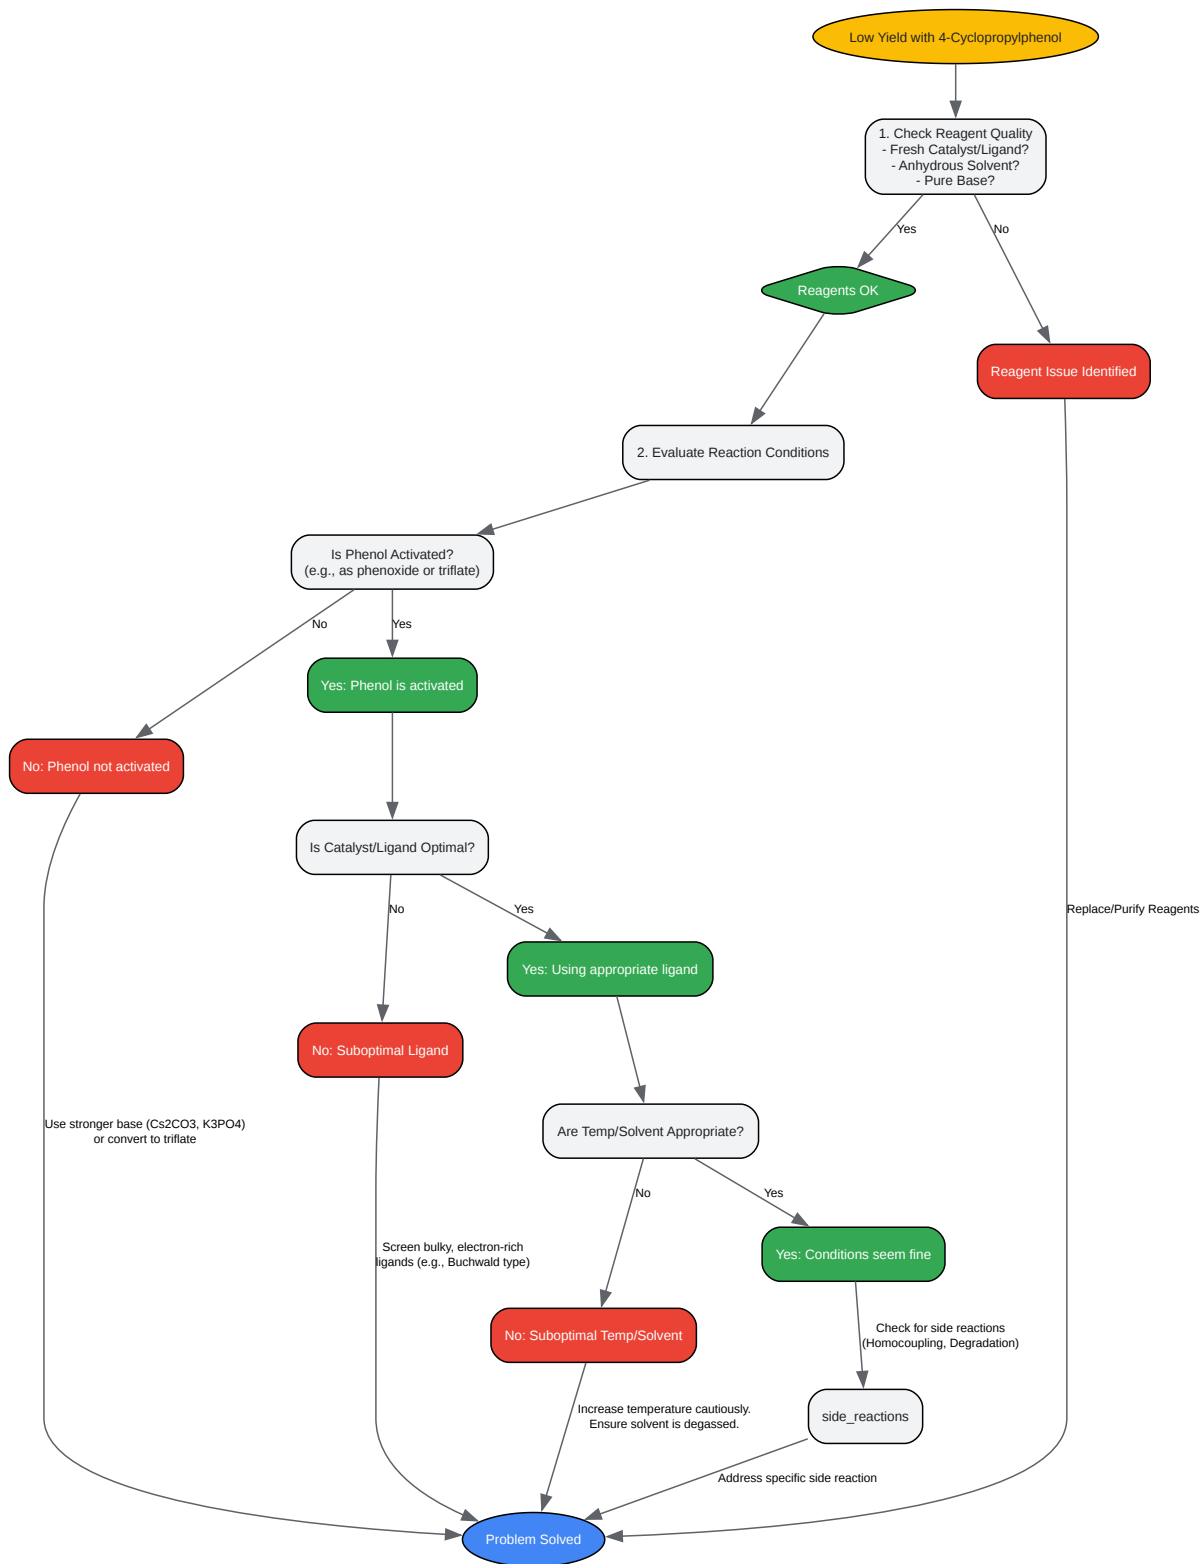 Low Yield with 4-Cyclopropylphenol
1. Check Reagent Quality
- Fresh Catalyst/Ligand?
- Anhydrous Solvent?
- Pure Base?
Yes
No
Reagents OK
Reagent Issue Identified
2. Evaluate Reaction Conditions
Is Phenol Activated?
(e.g., as phenoxide or triflate)
No
Yes
Yes: Phenol is activated
No: Phenol not activated
Is Catalyst/Ligand Optimal?
No
Yes
Replace/Purify Reagents
Yes: Using appropriate ligand
No: Suboptimal Ligand
Use stronger base (Cs2CO3, K3PO4)
or convert to triflate
Are Temp/Solvent Appropriate?
No
Yes
Screen bulky, electron-rich
ligands (e.g., Buchwald type)
Yes: Conditions seem fine
No: Suboptimal Temp/Solvent
Check for side reactions
(Homocoupling, Degradation)
Increase temperature cautiously.
Ensure solvent is degassed.
side_reactions
Address specific side reaction
Problem Solved